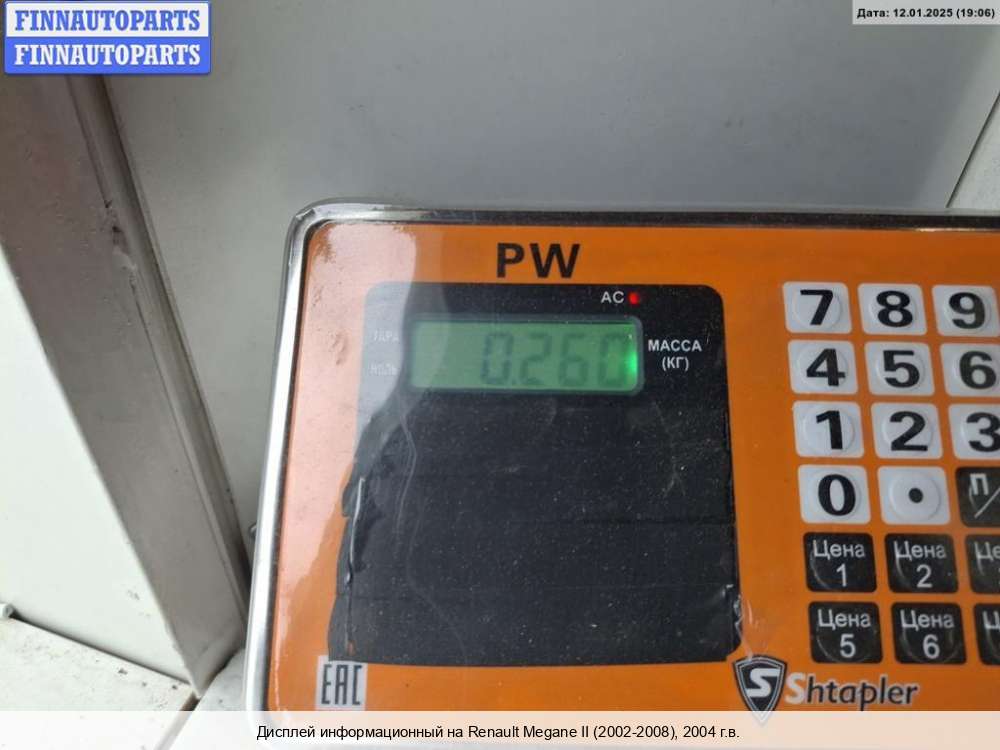 FINNAUTOPARTS
FINNAUTOPARTS
Дата: 12.01.2025 (19:06)
PW
AC
ТАРА
НОЛЬ
0.260
МАССА
(КГ)
7 8 9
4 5 6
1 2 3
0 •
П/
Цена 1
Цена 2
Цена 5
Цена 6
EAC
S Shtapler
Дисплей информационный на Renault Megane II (2002-2008), 2004 г.в.